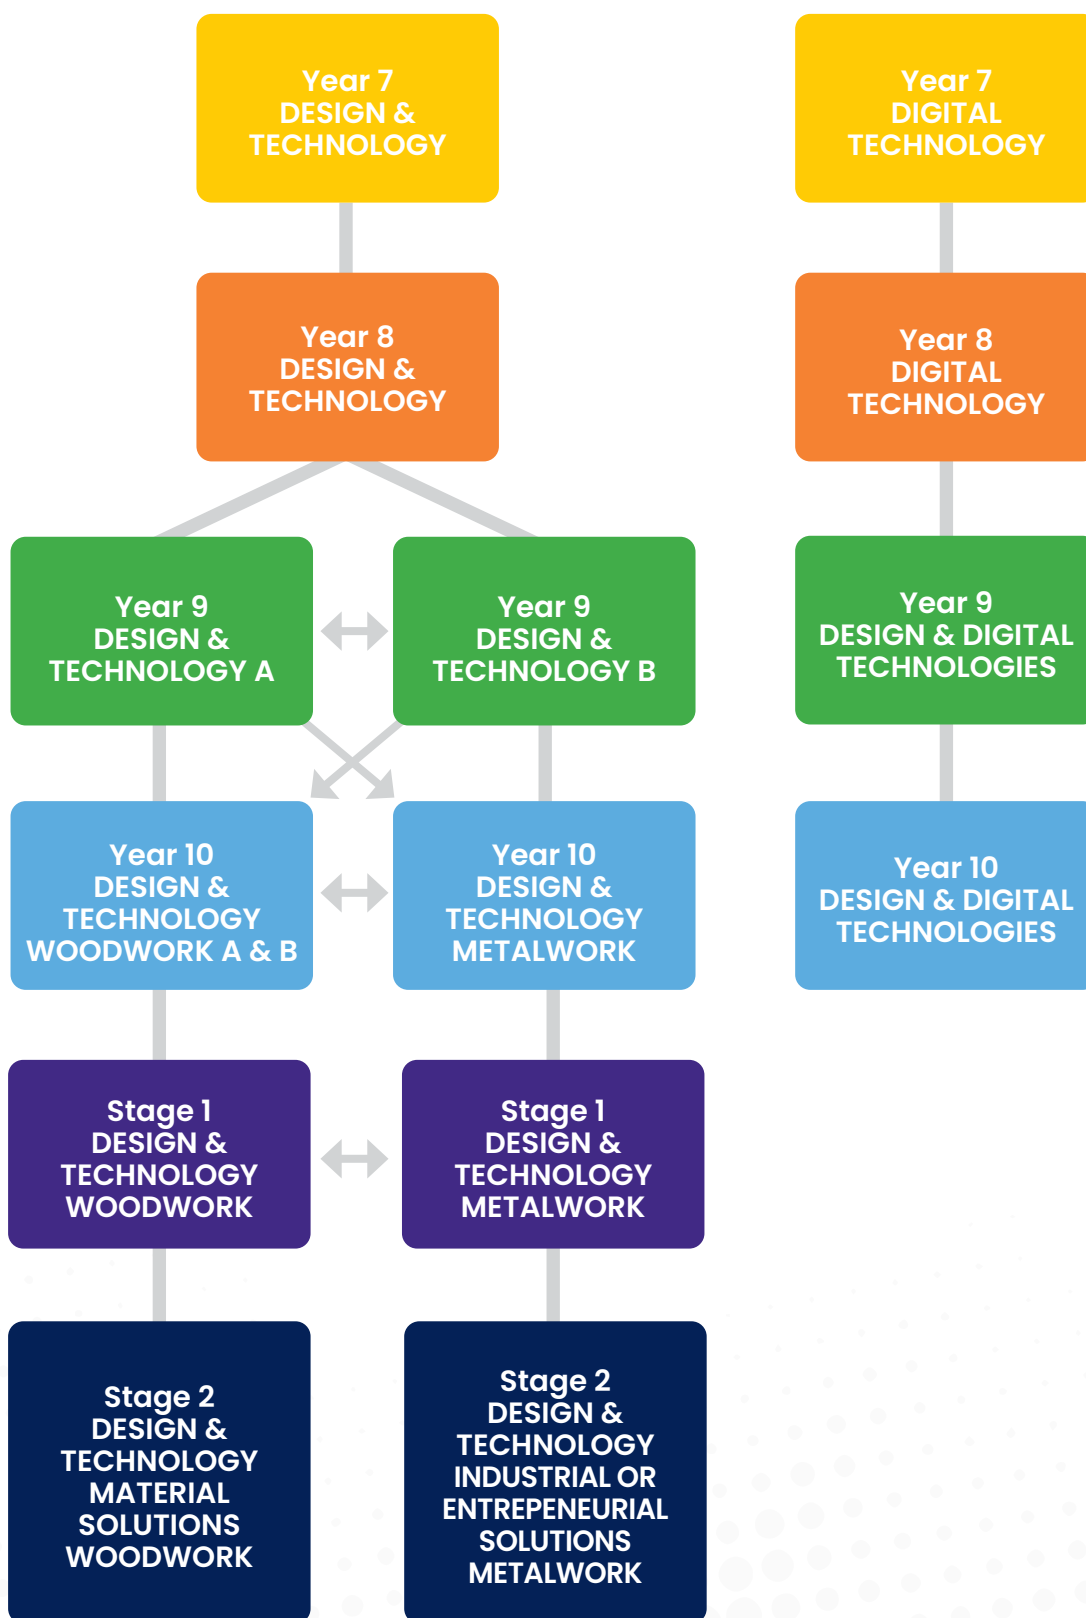 Year 7
DESIGN &
TECHNOLOGY
Year 7
DIGITAL
TECHNOLOGY
Year 8
DESIGN &
TECHNOLOGY
Year 8
DIGITAL
TECHNOLOGY
Year 9
DESIGN &
TECHNOLOGY A
Year 9
DESIGN &
TECHNOLOGY B
Year 9
DESIGN & DIGITAL
TECHNOLOGIES
Year 10
DESIGN &
TECHNOLOGY
WOODWORK A & B
Year 10
DESIGN &
TECHNOLOGY
METALWORK
Year 10
DESIGN & DIGITAL
TECHNOLOGIES
Stage 1
DESIGN &
TECHNOLOGY
WOODWORK
Stage 1
DESIGN &
TECHNOLOGY
METALWORK
Stage 2
DESIGN &
TECHNOLOGY
MATERIAL
SOLUTIONS
WOODWORK
Stage 2
DESIGN &
TECHNOLOGY
INDUSTRIAL OR
ENTREPENEURIAL
SOLUTIONS
METALWORK